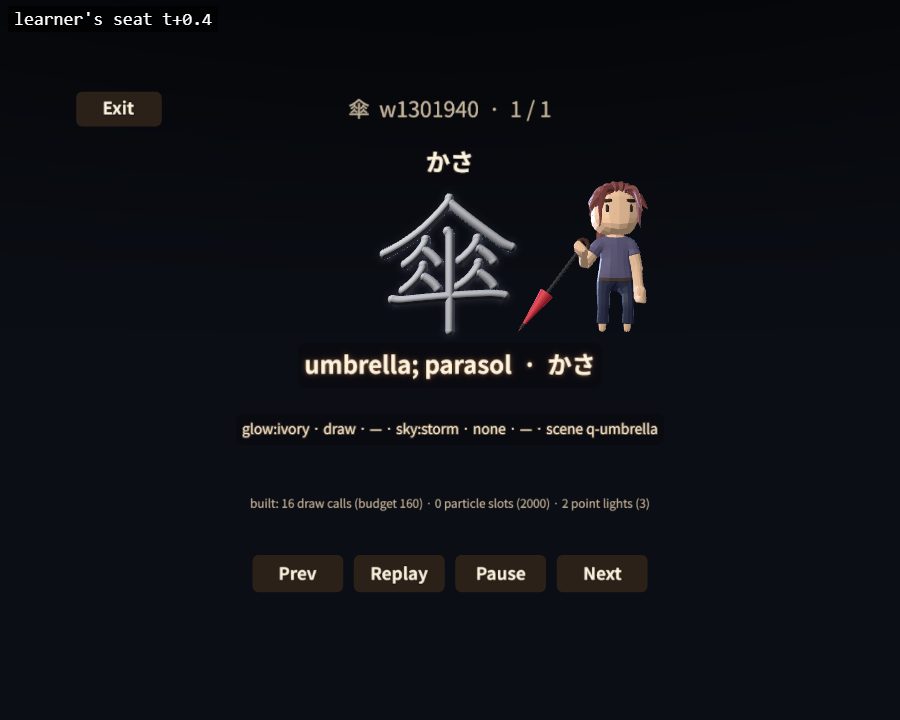 learner's seat t+0.4
Exit
傘 w1301940 · 1 / 1
かさ
傘
umbrella; parasol · かさ
glow:ivory · draw · — · sky:storm · none · — · scene q-umbrella
built: 16 draw calls (budget 160) · 0 particle slots (2000) · 2 point lights (3)
Prev Replay Pause Next